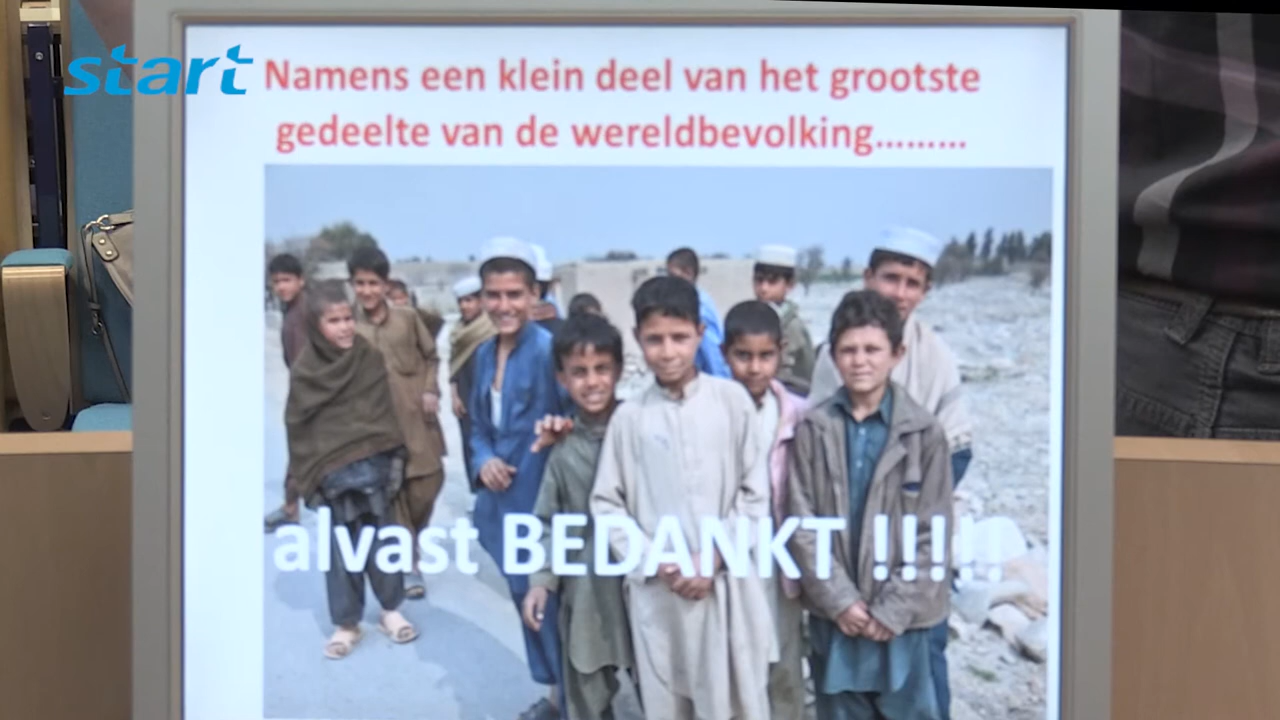 start
Namens een klein deel van het grootste
gedeelte van de wereldbevolking.........
alvast BEDANKT !!!!!